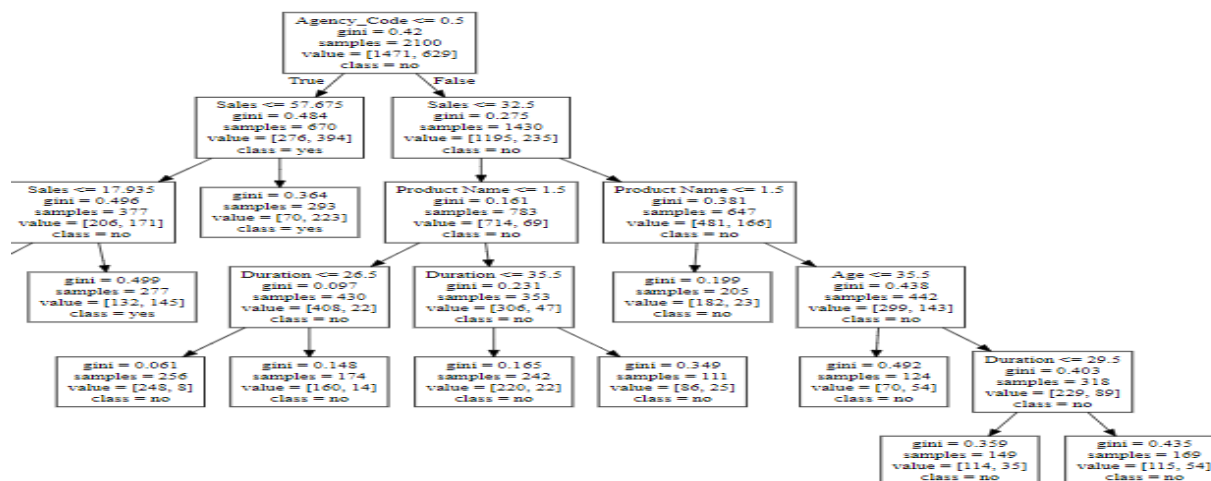 Agency_Code <= 0.5
gini = 0.42
samples = 2100
value = [1471, 629]
class = no
True
False
Sales <= 57.675
gini = 0.484
samples = 670
value = [276, 394]
class = yes
Sales <= 32.5
gini = 0.275
samples = 1430
value = [1195, 235]
class = no
Sales <= 17.935
gini = 0.496
samples = 377
value = [206, 171]
class = no
gini = 0.364
samples = 293
value = [70, 223]
class = yes
Product Name <= 1.5
gini = 0.161
samples = 783
value = [714, 69]
class = no
Product Name <= 1.5
gini = 0.381
samples = 647
value = [481, 166]
class = no
gini = 0.499
samples = 277
value = [132, 145]
class = yes
Duration <= 26.5
gini = 0.097
samples = 430
value = [408, 22]
class = no
Duration <= 35.5
gini = 0.231
samples = 353
value = [306, 47]
class = no
gini = 0.199
samples = 205
value = [182, 23]
class = no
Age <= 35.5
gini = 0.438
samples = 442
value = [299, 143]
class = no
gini = 0.061
samples = 256
value = [248, 8]
class = no
gini = 0.148
samples = 174
value = [160, 14]
class = no
gini = 0.165
samples = 242
value = [220, 22]
class = no
gini = 0.349
samples = 111
value = [86, 25]
class = no
gini = 0.492
samples = 124
value = [70, 54]
class = no
Duration <= 29.5
gini = 0.403
samples = 318
value = [229, 89]
class = no
gini = 0.359
samples = 149
value = [114, 35]
class = no
gini = 0.435
samples = 169
value = [115, 54]
class = no